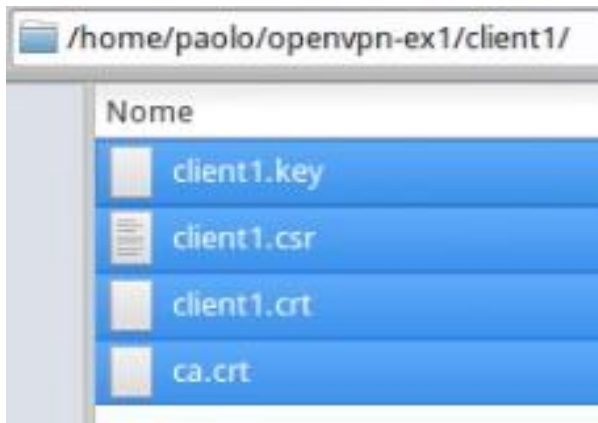 /home/paolo/openvpn-ex1/client1/
Nome
client1.key
client1.csr
client1.crt
ca.crt